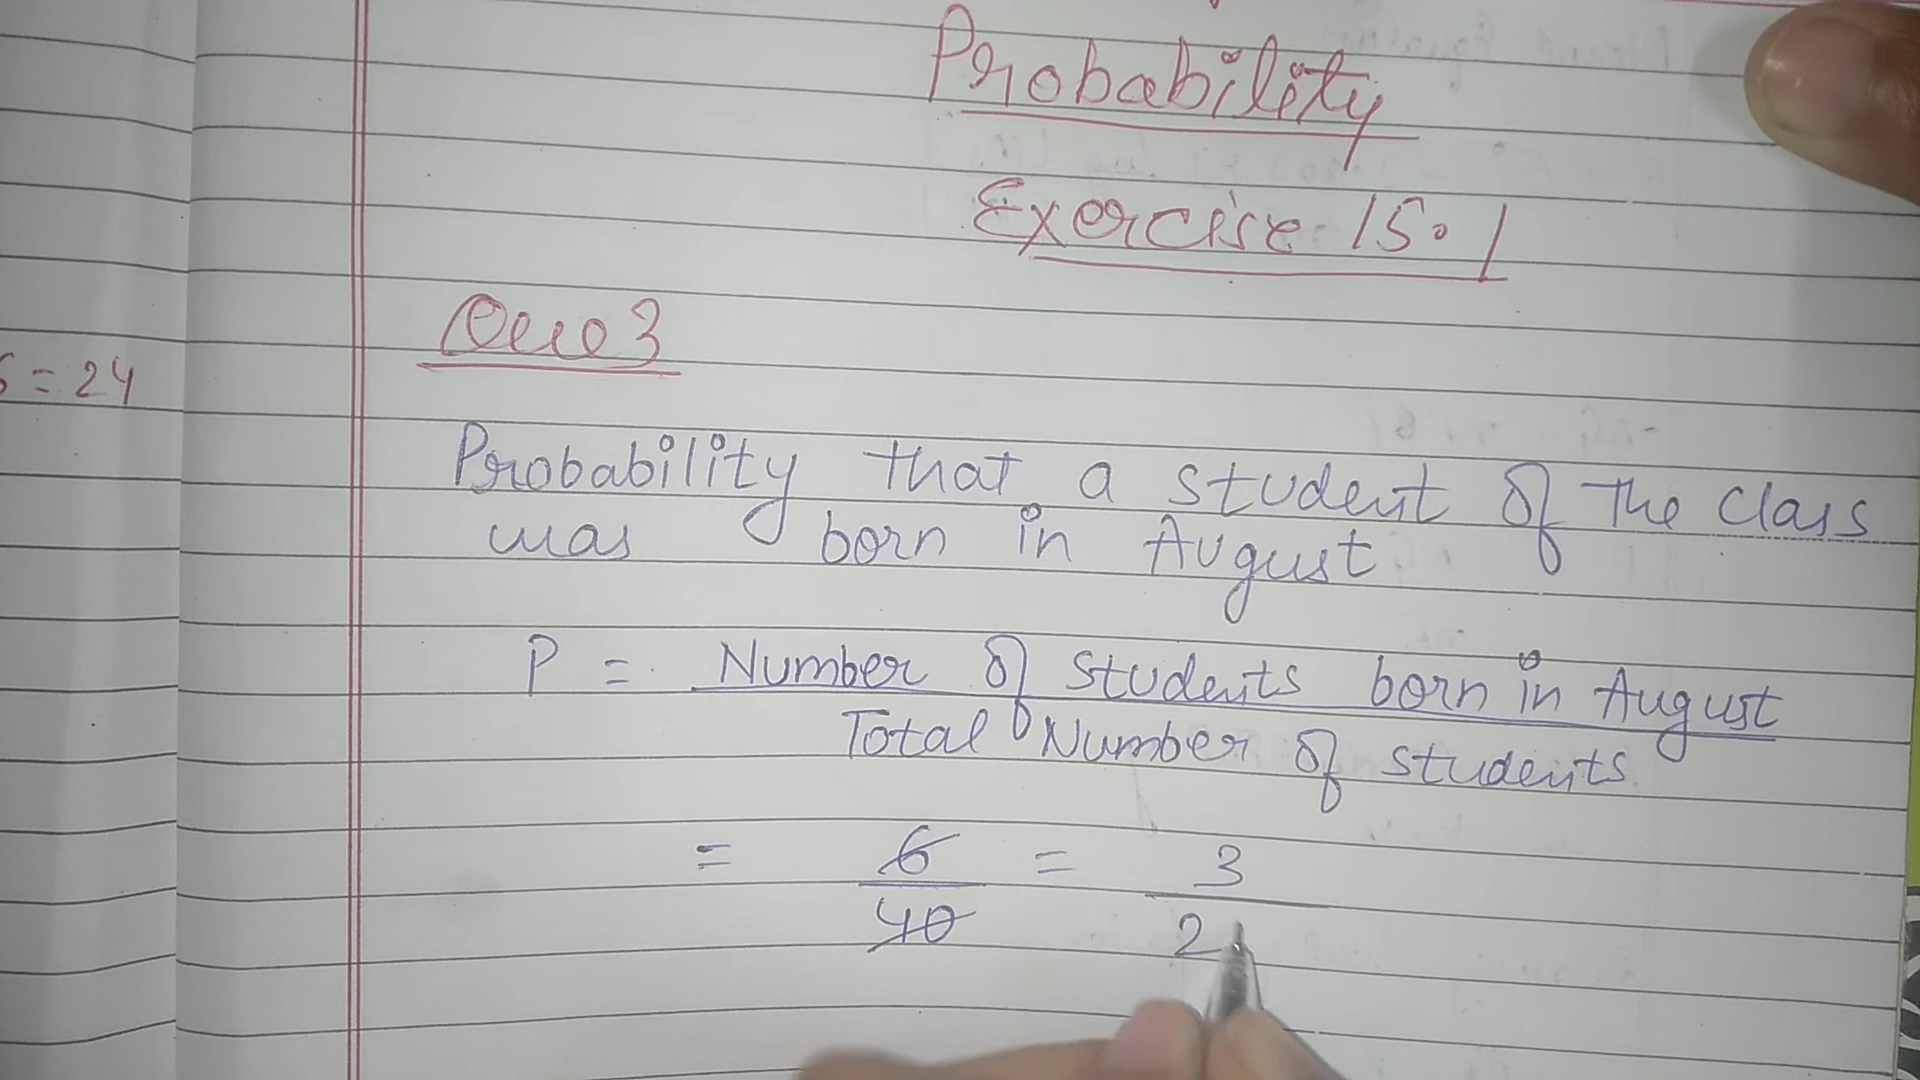 Probability
Exercise 15.1
Que 3
6 = 24
Probability that a student of the class
was born in August
P = Number of students born in August
Total Number of students
= 6 = 3
40 2